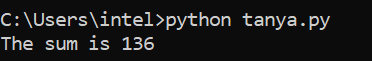 C:\Users\intel>python tanya.py
The sum is 136